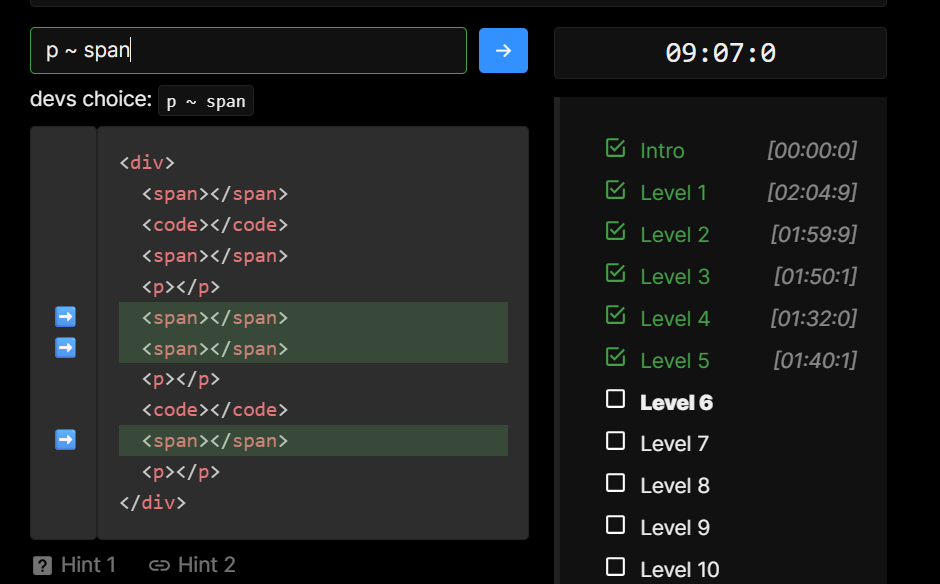 p ~ span
09:07:0
devs choice: p ~ span
<div>
<span></span>
<code></code>
<span></span>
<p></p>
<span></span>
<span></span>
<p></p>
<code></code>
<span></span>
<p></p>
</div>
? Hint 1 Hint 2
Intro [00:00:0]
Level 1 [02:04:9]
Level 2 [01:59:9]
Level 3 [01:50:1]
Level 4 [01:32:0]
Level 5 [01:40:1]
Level 6
Level 7
Level 8
Level 9
Level 10